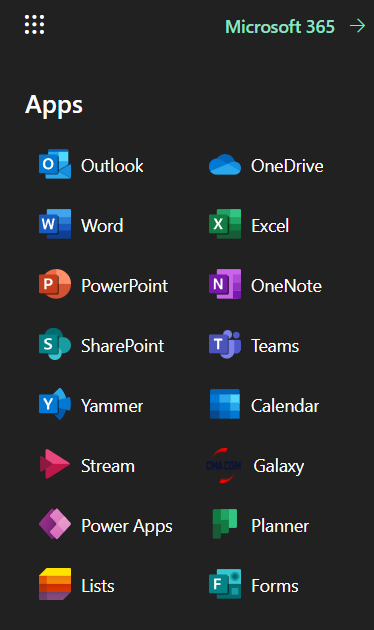 Microsoft 365
Apps
Outlook
OneDrive
Word
Excel
PowerPoint
OneNote
SharePoint
Teams
Yammer
Calendar
Stream
Galaxy
Power Apps
Planner
Lists
Forms